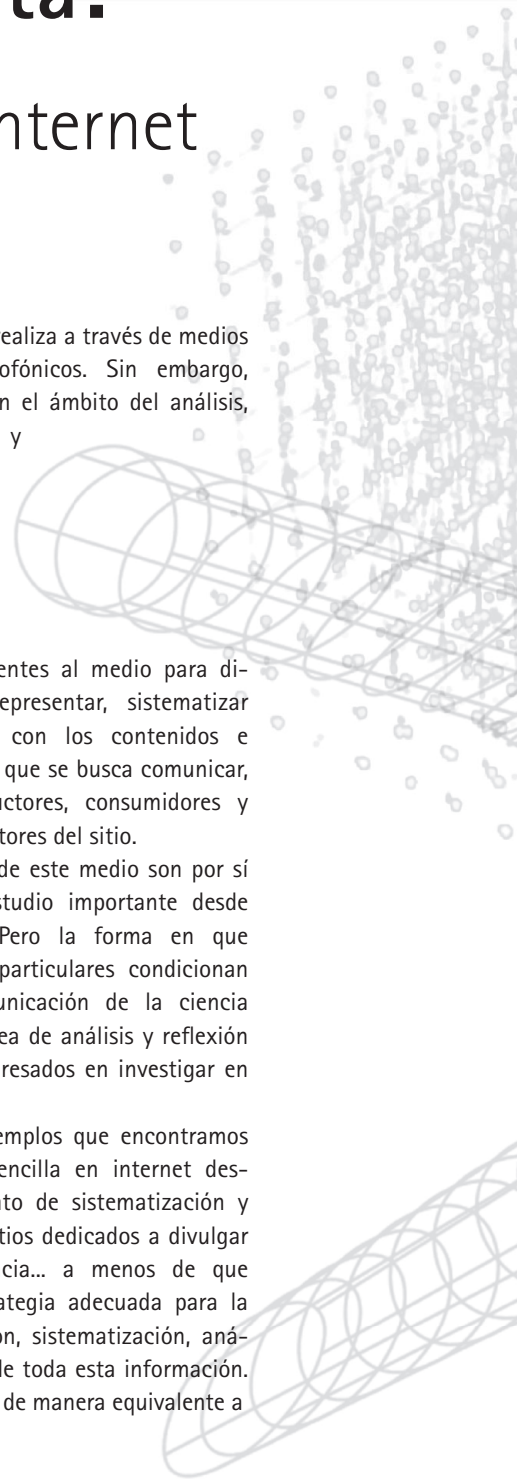 ta.
nternet
ealiza a través de medios
ofónicos. Sin embargo,
n el ámbito del análisis,
y
entes al medio para di-
epresentar, sistematizar
con los contenidos e
que se busca comunicar,
uctores, consumidores y
tores del sitio.
de este medio son por sí
studio importante desde
Pero la forma en que
particulares condicionan
unicación de la ciencia
ea de análisis y reflexión
resados en investigar en
emplos que encontramos
encilla en internet des-
nto de sistematización y
tios dedicados a divulgar
cia... a menos de que
ategia adecuada para la
ón, sistematización, aná-
de toda esta información.
de manera equivalente a